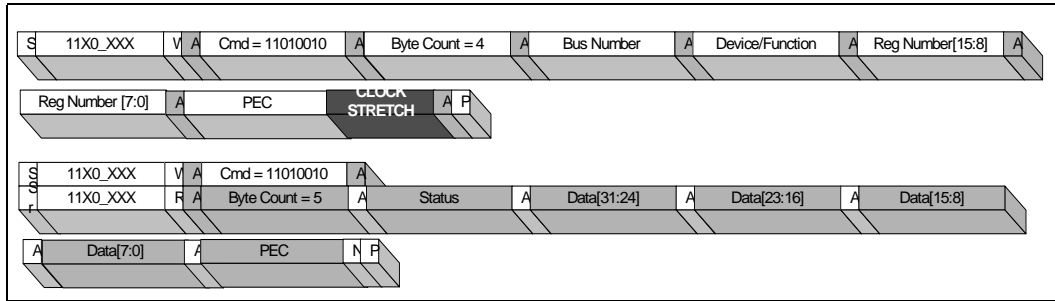 S 11X0_XXX W A Cmd = 11010010 A Byte Count = 4 A Bus Number A Device/Function A Reg Number[15:8] A
Reg Number [7:0] A PEC CLOCK STRETCH A P
S 11X0_XXX W A Cmd = 11010010 A
Sr 11X0_XXX R A Byte Count = 5 A Status A Data[31:24] A Data[23:16] A Data[15:8]
A Data[7:0] A PEC N P